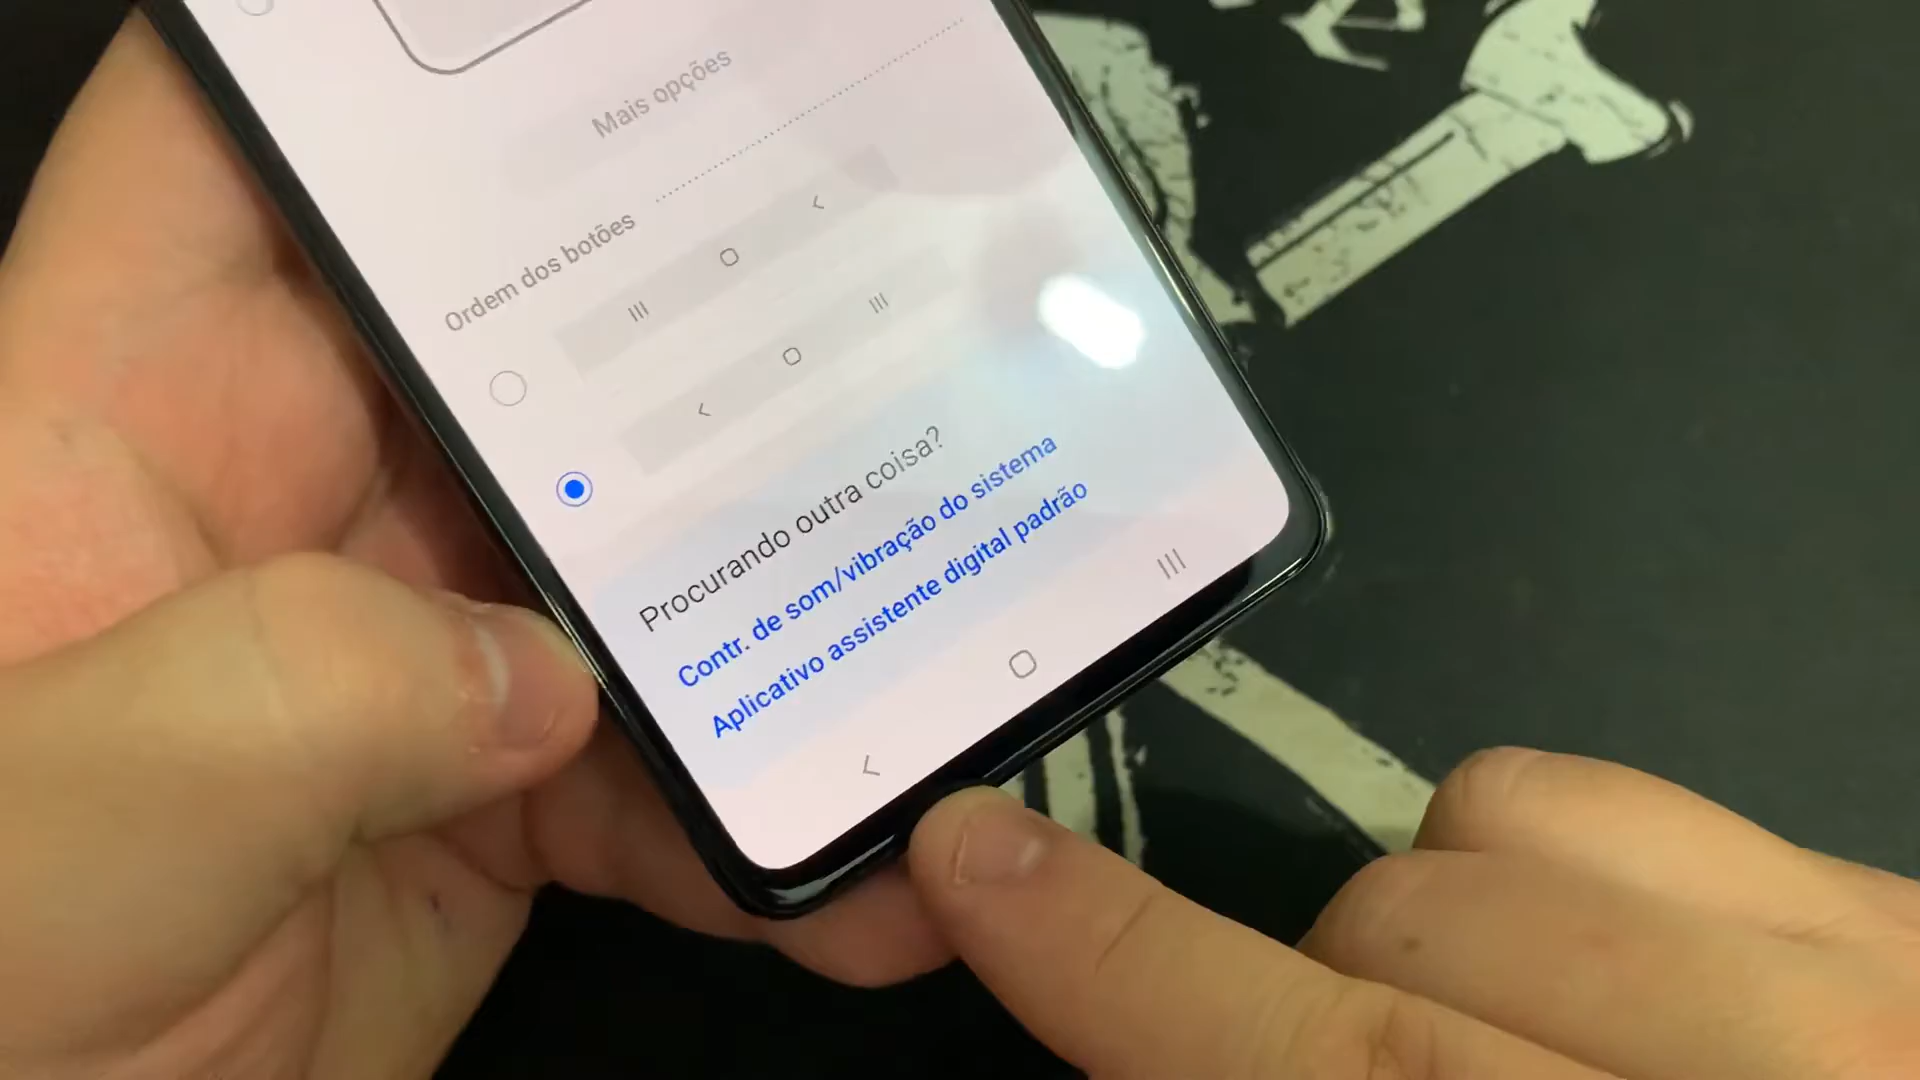 Mais opções
Ordem dos botões
Procurando outra coisa?
Contr. de som/vibração do sistema
Aplicativo assistente digital padrão